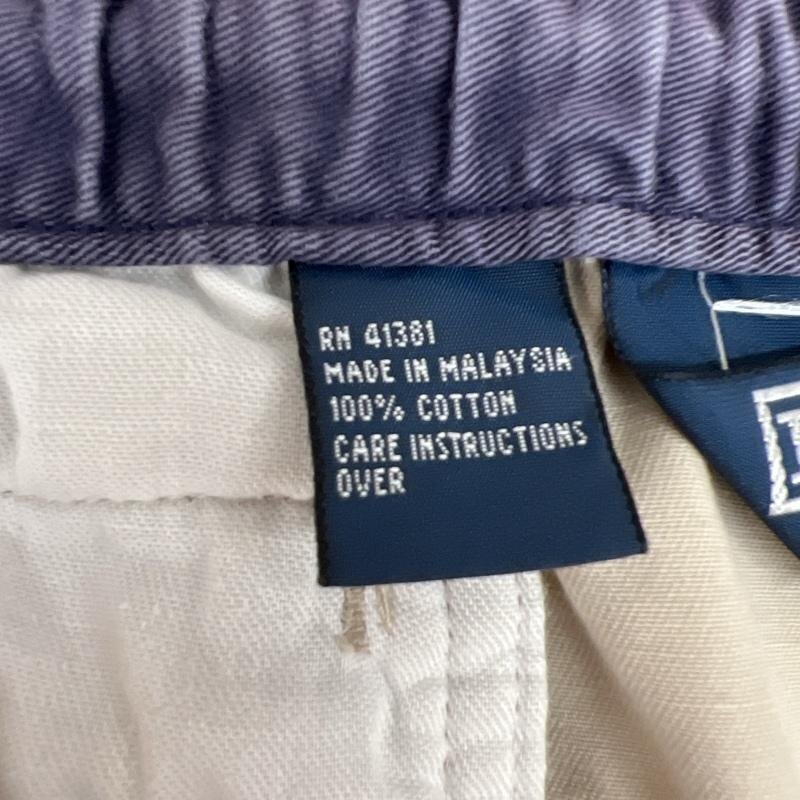 RN 41381
MADE IN MALAYSIA
100% COTTON
CARE INSTRUCTIONS
OVER